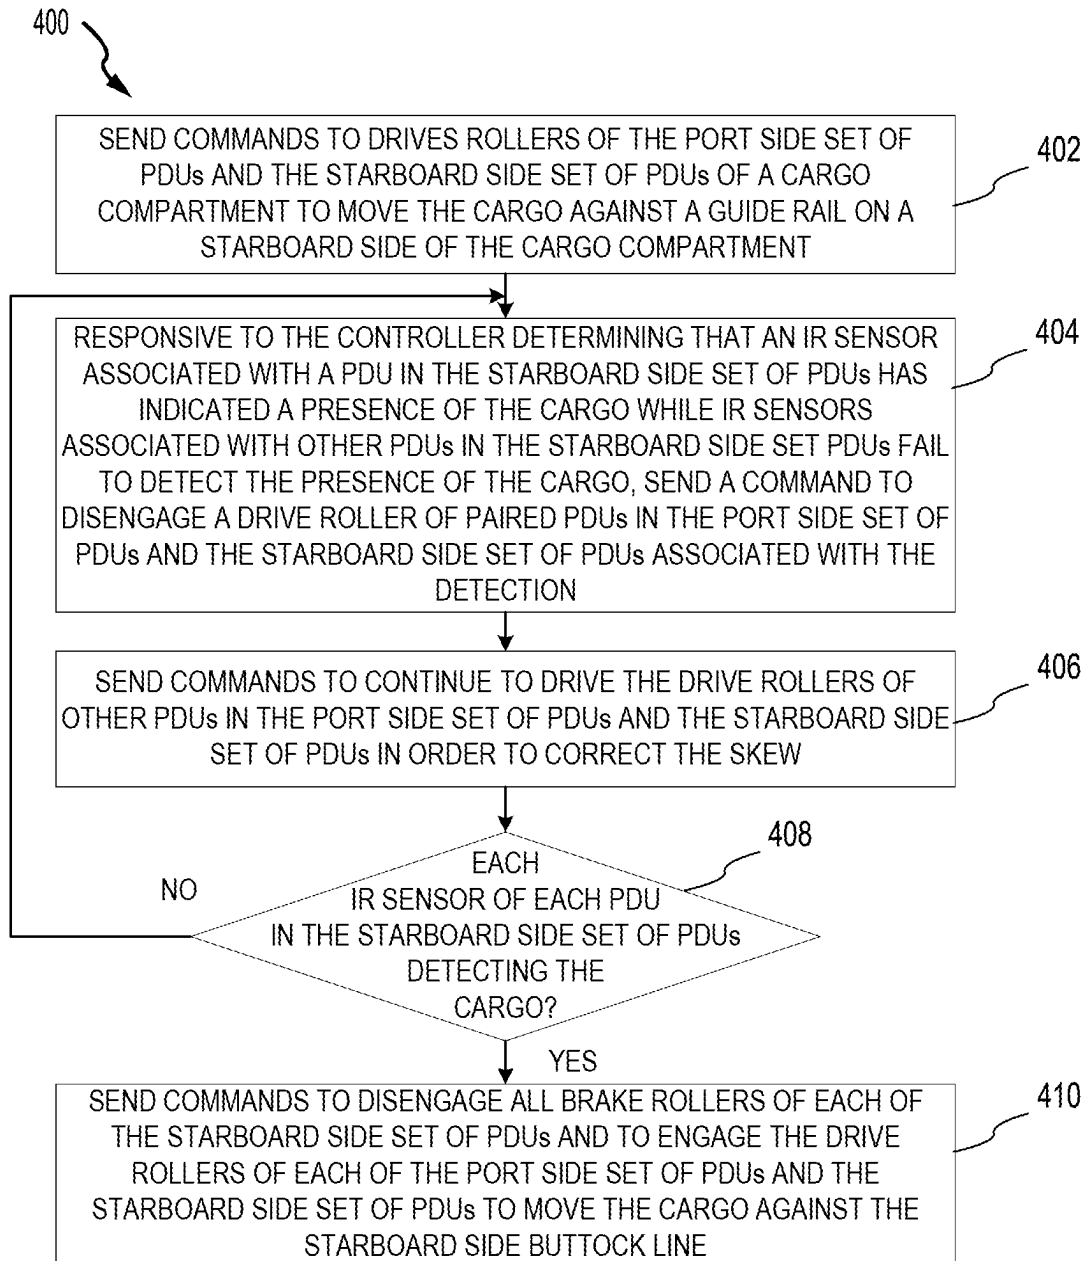 400
SEND COMMANDS TO DRIVES ROLLERS OF THE PORT SIDE SET OF
PDUs AND THE STARBOARD SIDE SET OF PDUs OF A CARGO
COMPARTMENT TO MOVE THE CARGO AGAINST A GUIDE RAIL ON A
STARBOARD SIDE OF THE CARGO COMPARTMENT
402
RESPONSIVE TO THE CONTROLLER DETERMINING THAT AN IR SENSOR
ASSOCIATED WITH A PDU IN THE STARBOARD SIDE SET OF PDUs HAS
INDICATED A PRESENCE OF THE CARGO WHILE IR SENSORS
ASSOCIATED WITH OTHER PDUs IN THE STARBOARD SIDE SET PDUs FAIL
TO DETECT THE PRESENCE OF THE CARGO, SEND A COMMAND TO
DISENGAGE A DRIVE ROLLER OF PAIRED PDUs IN THE PORT SIDE SET OF
PDUs AND THE STARBOARD SIDE SET OF PDUs ASSOCIATED WITH THE
DETECTION
404
SEND COMMANDS TO CONTINUE TO DRIVE THE DRIVE ROLLERS OF
OTHER PDUs IN THE PORT SIDE SET OF PDUs AND THE STARBOARD SIDE
SET OF PDUs IN ORDER TO CORRECT THE SKEW
406
EACH
IR SENSOR OF EACH PDU
IN THE STARBOARD SIDE SET OF PDUs
DETECTING THE
CARGO?
408
NO
YES
SEND COMMANDS TO DISENGAGE ALL BRAKE ROLLERS OF EACH OF
THE STARBOARD SIDE SET OF PDUs AND TO ENGAGE THE DRIVE
ROLLERS OF EACH OF THE PORT SIDE SET OF PDUs AND THE
STARBOARD SIDE SET OF PDUs TO MOVE THE CARGO AGAINST THE
STARBOARD SIDE BUTTOCK LINE
410